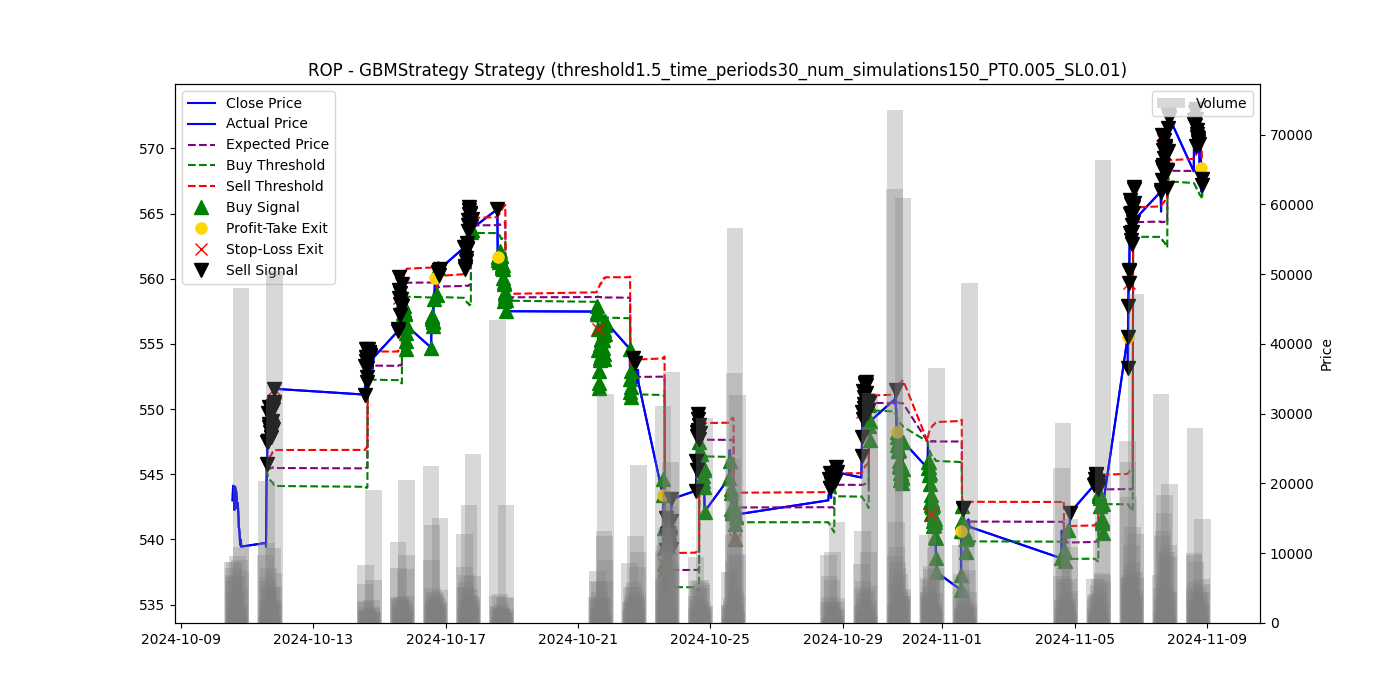 ROP - GBMStrategy Strategy (threshold1.5_time_periods30_num_simulations150_PT0.005_SL0.01)
Close Price
Actual Price
Expected Price
Buy Threshold
Sell Threshold
Buy Signal
Profit-Take Exit
Stop-Loss Exit
Sell Signal
Volume
570
565
560
555
550
545
540
535
70000
60000
50000
40000
30000
20000
10000
0
Price
2024-10-09
2024-10-13
2024-10-17
2024-10-21
2024-10-25
2024-10-29
2024-11-01
2024-11-05
2024-11-09